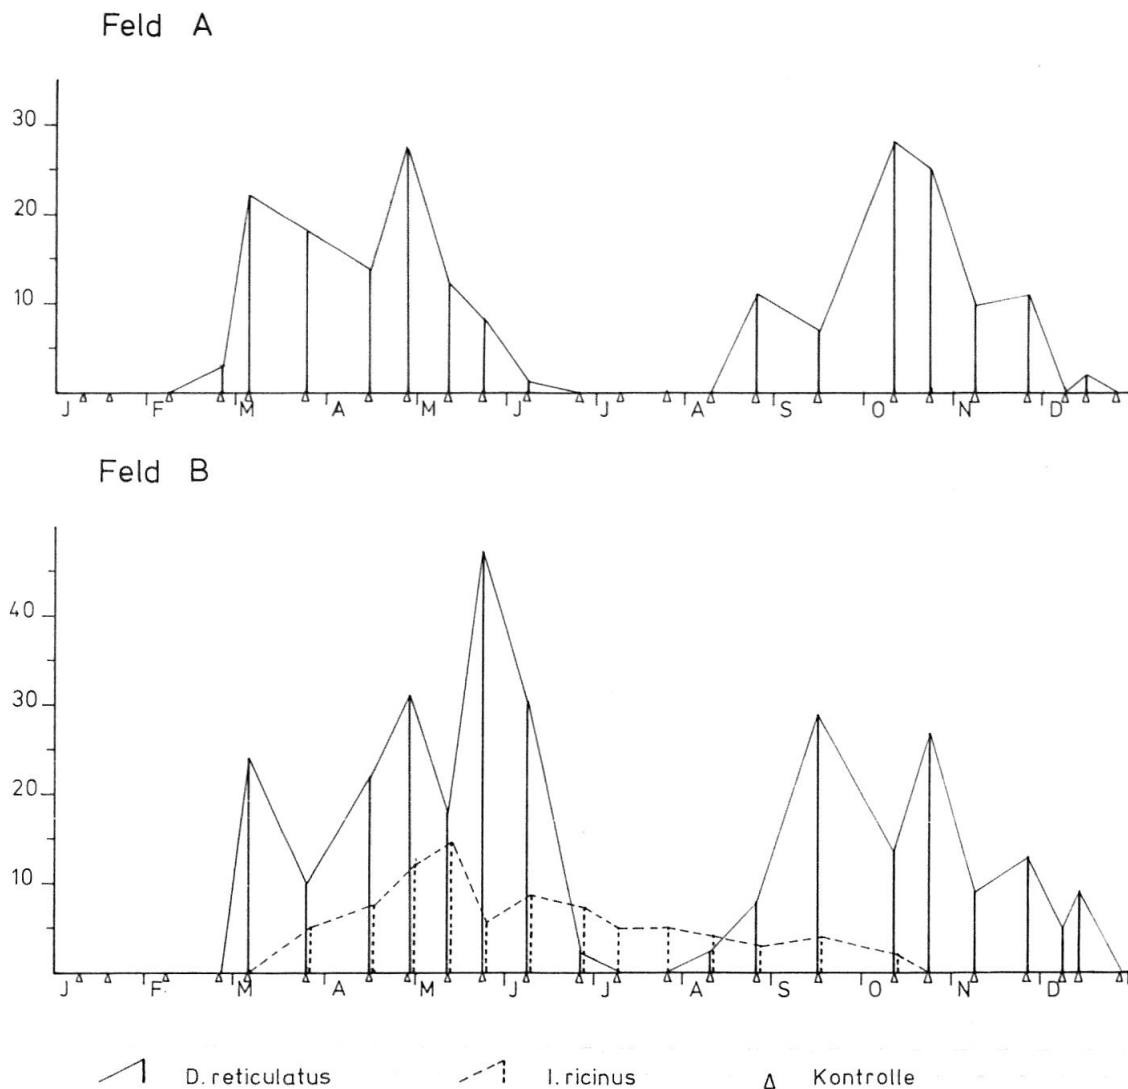 Feld A
30
20
10
J F M A M J J A S O N D
Feld B
40
30
20
10
J F M A M J J A S O N D
D. reticulatus I. ricinus Kontrolle